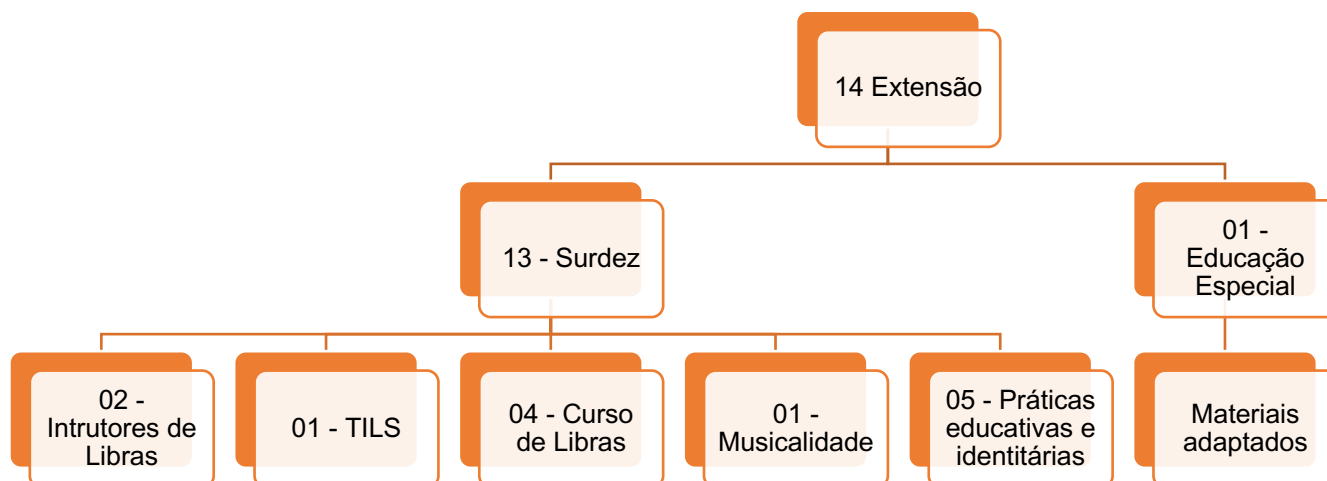 14 Extensão
13 - Surdez
01 -
Educação
Especial
02 -
Intrutores de
Libras
01 - TILS
04 - Curso
de Libras
01 -
Musicalidade
05 - Práticas
educativas e
identitárias
Materiais
adaptados